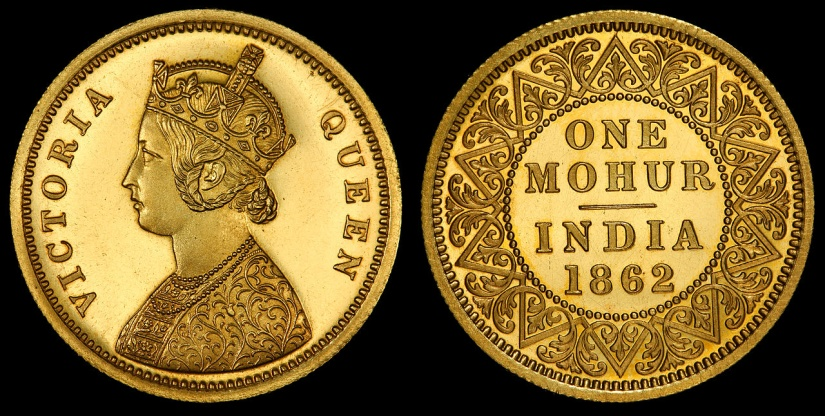 VICTORIA QUEEN
ONE
MOHUR
INDIA
1862